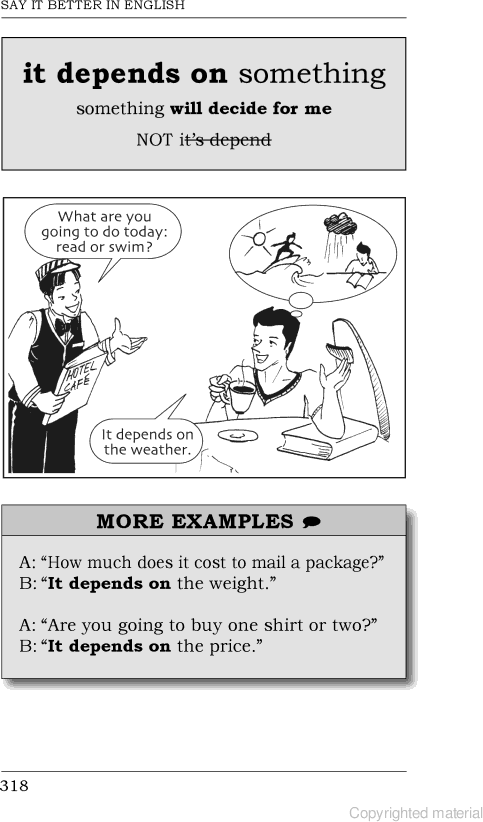 SAY IT BETTER IN ENGLISH
it depends on something
something will decide for me
NOT it's depend
What are you
going to do today:
read or swim?
HOTEL
CAFÉ
It depends on
the weather.
MORE EXAMPLES
A: “How much does it cost to mail a package?”
B: “It depends on the weight.”
A: “Are you going to buy one shirt or two?”
B: “It depends on the price.”
318
Copyrighted material